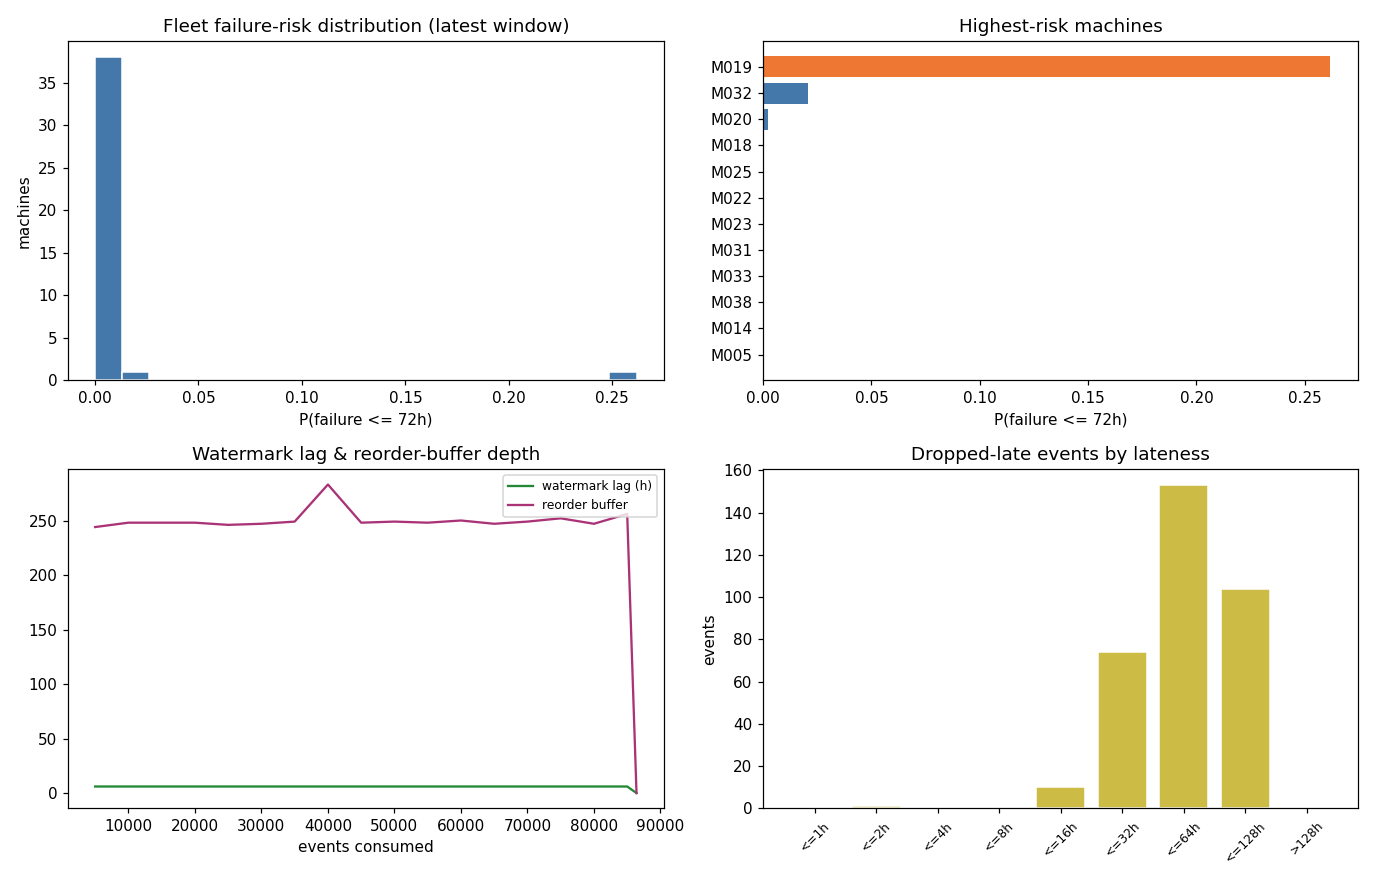 Fleet failure-risk distribution (latest window)
machines
35
30
25
20
15
10
5
0
0.00 0.05 0.10 0.15 0.20 0.25
P(failure <= 72h)
Highest-risk machines
M019
M032
M020
M018
M025
M022
M023
M031
M033
M038
M014
M005
0.00 0.05 0.10 0.15 0.20 0.25
P(failure <= 72h)
Watermark lag & reorder-buffer depth
watermark lag (h)
reorder buffer
250
200
150
100
50
0
10000 20000 30000 40000 50000 60000 70000 80000 90000
events consumed
Dropped-late events by lateness
events
160
140
120
100
80
60
40
20
0
<=1h <=2h <=4h <=8h <=16h <=32h <=64h <=128h >128h